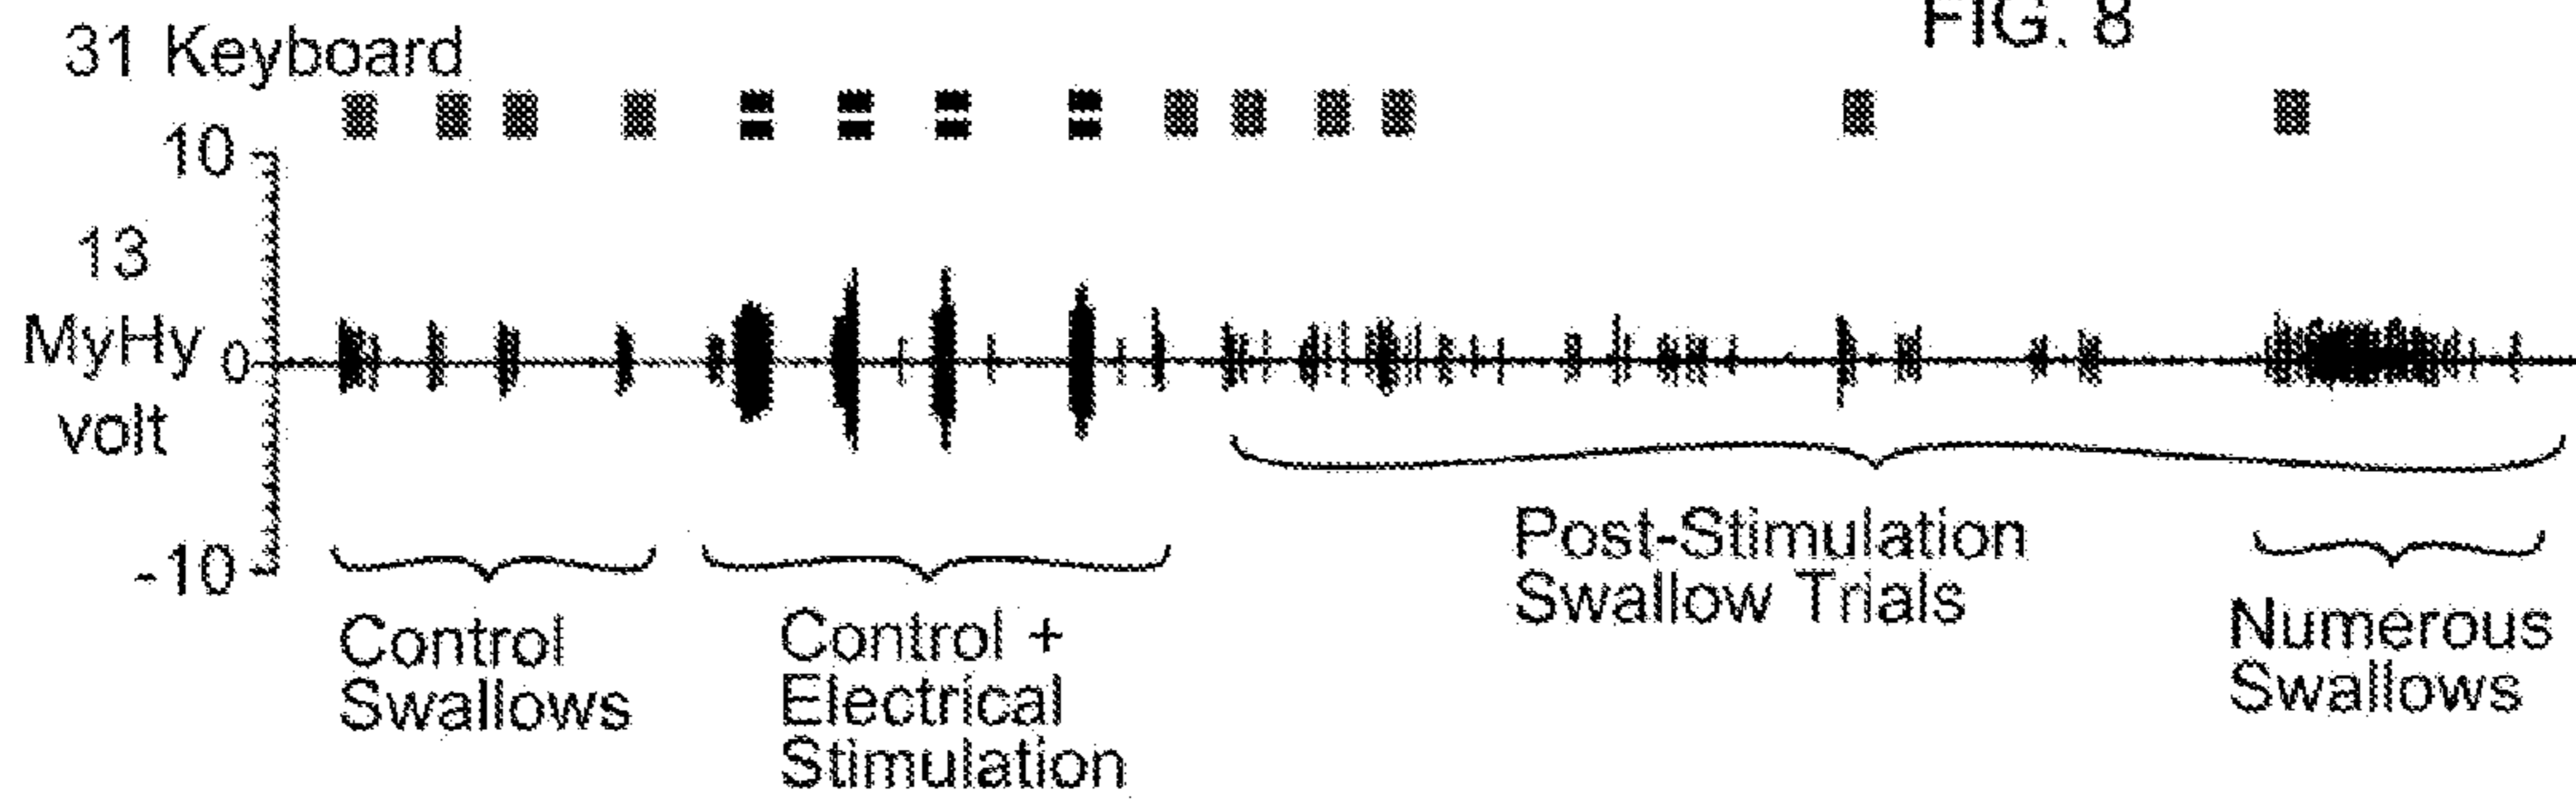 FIG. 8
31 Keyboard
10
13
MyHy
volt
0
-10
Control
Swallows
Control +
Electrical
Stimulation
Post-Stimulation
Swallow Trials
Numerous
Swallows